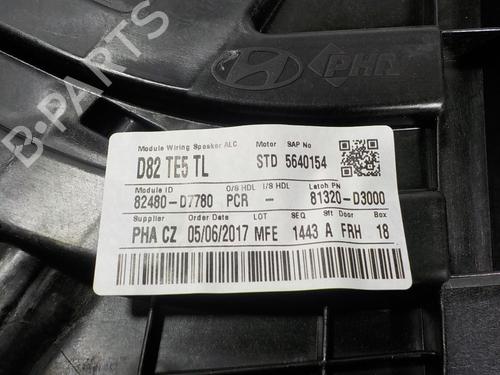 B-PARTS
PHA
Module Wiring Speaker ALC Motor SAP No
D82 TE5 TL STD 5640154
Module ID O/S HDL I/S HDL Latch PN
82480-D7780 PCR - 81320-D3000
Supplier Order Date LOT SEQ Sft Door Box
PHA CZ 05/06/2017 MFE 1443 A FRH 18